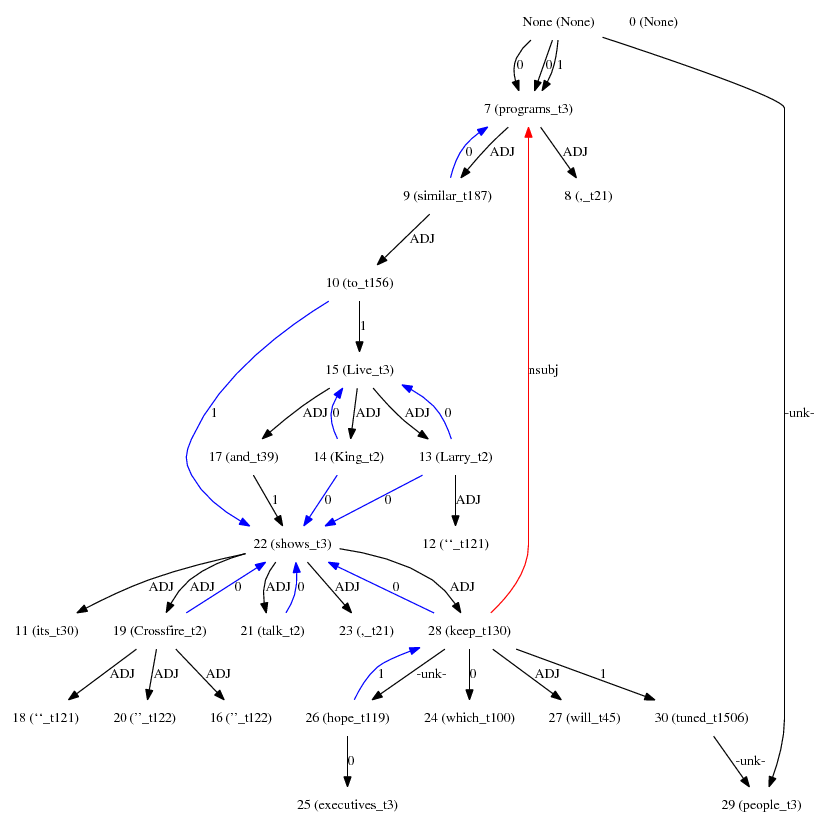 None (None) 0 (None)
0 0 1
7 (programs_t3)
0 ADJ ADJ
9 (similar_t187) 8 (,_t21)
ADJ
10 (to_t156)
1
15 (Live_t3) nsubj
1 ADJ 0 ADJ ADJ 0 -unk-
17 (and_t39) 14 (King_t2) 13 (Larry_t2)
1 0 0 ADJ
22 (shows_t3) 12 (‘‘_t121)
ADJ ADJ 0 ADJ 0 ADJ 0 ADJ
11 (its_t30) 19 (Crossfire_t2) 21 (talk_t2) 23 (,_t21) 28 (keep_t130)
ADJ ADJ ADJ 1 -unk- 0 ADJ 1
18 (‘‘_t121) 20 (’’_t122) 16 (’’_t122) 26 (hope_t119) 24 (which_t100) 27 (will_t45) 30 (tuned_t1506)
0 -unk-
25 (executives_t3) 29 (people_t3)